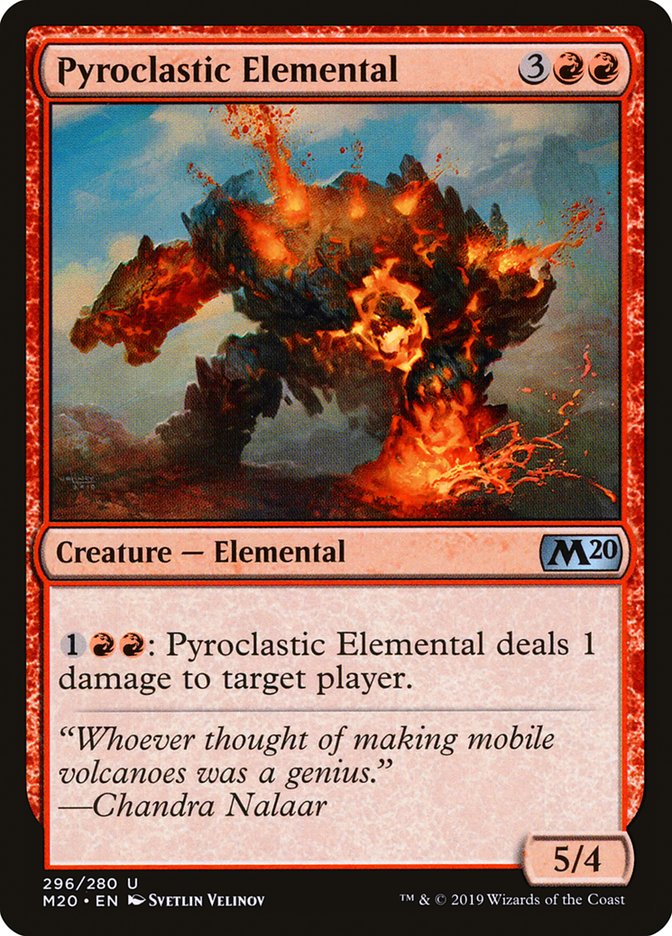 Pyroclastic Elemental 3
Creature — Elemental M20
1: Pyroclastic Elemental deals 1
damage to target player.
“Whoever thought of making mobile
volcanoes was a genius.”
—Chandra Nalaar
5/4
296/280 U
M20 • EN Svetlin Velinov
™ & © 2019 Wizards of the Coast